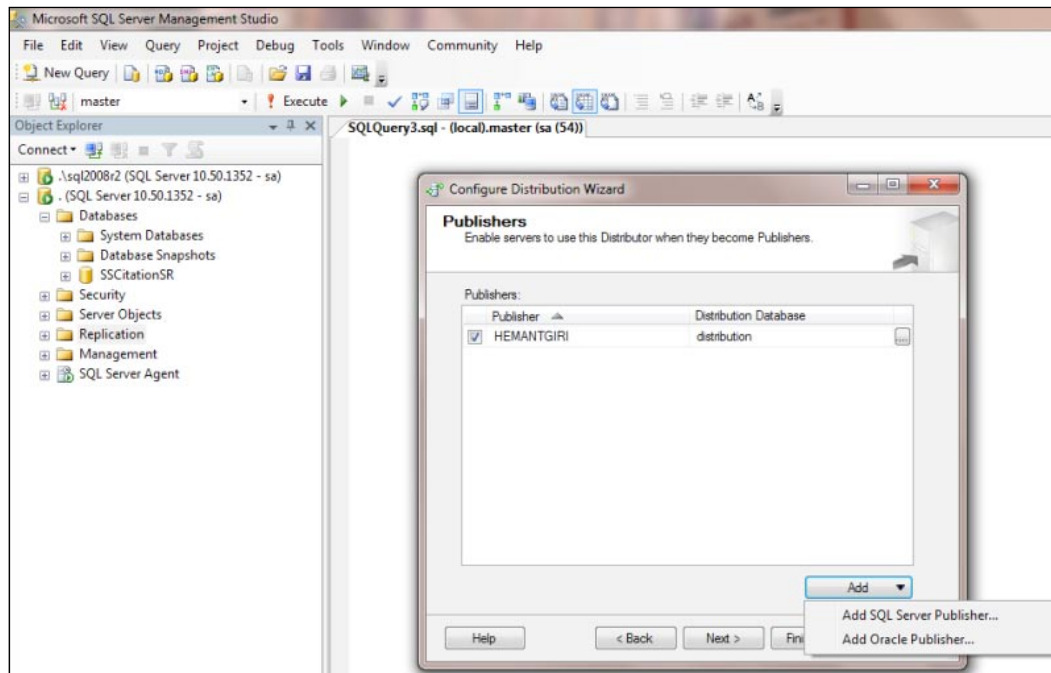 Microsoft SQL Server Management Studio
File Edit View Query Project Debug Tools Window Community Help
New Query
master
Execute
Object Explorer
SQLQuery3.sql - (local).master (sa (54))
Connect
.\sql2008r2 (SQL Server 10.50.1352 - sa)
. (SQL Server 10.50.1352 - sa)
Databases
System Databases
Database Snapshots
SSCitationSR
Security
Server Objects
Replication
Management
SQL Server Agent
Configure Distribution Wizard
Publishers
Enable servers to use this Distributor when they become Publishers.
Publishers:
Publisher Distribution Database
HEMANTGIRI distribution
Add
Add SQL Server Publisher...
Add Oracle Publisher...
Help < Back Next > Fini